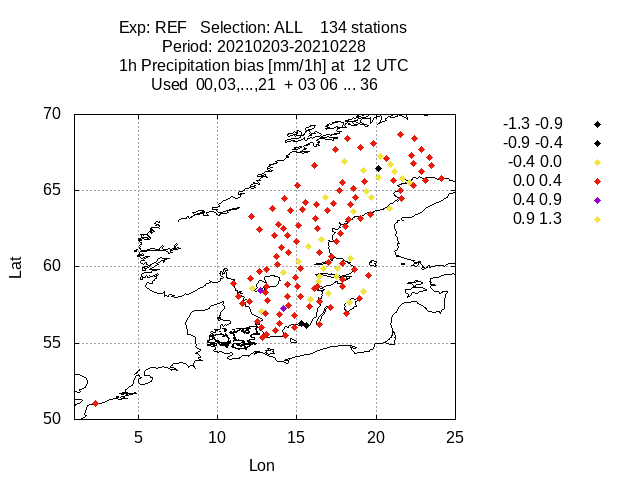 Exp: REF   Selection: ALL    134 stations
Period: 20210203-20210228
1h Precipitation bias [mm/1h] at  12 UTC
Used  00,03,...,21  + 03 06 ... 36
70
65
60
55
50
Lat
5 10 15 20 25
Lon
-1.3 -0.9
-0.9 -0.4
-0.4 0.0
0.0 0.4
0.4 0.9
0.9 1.3